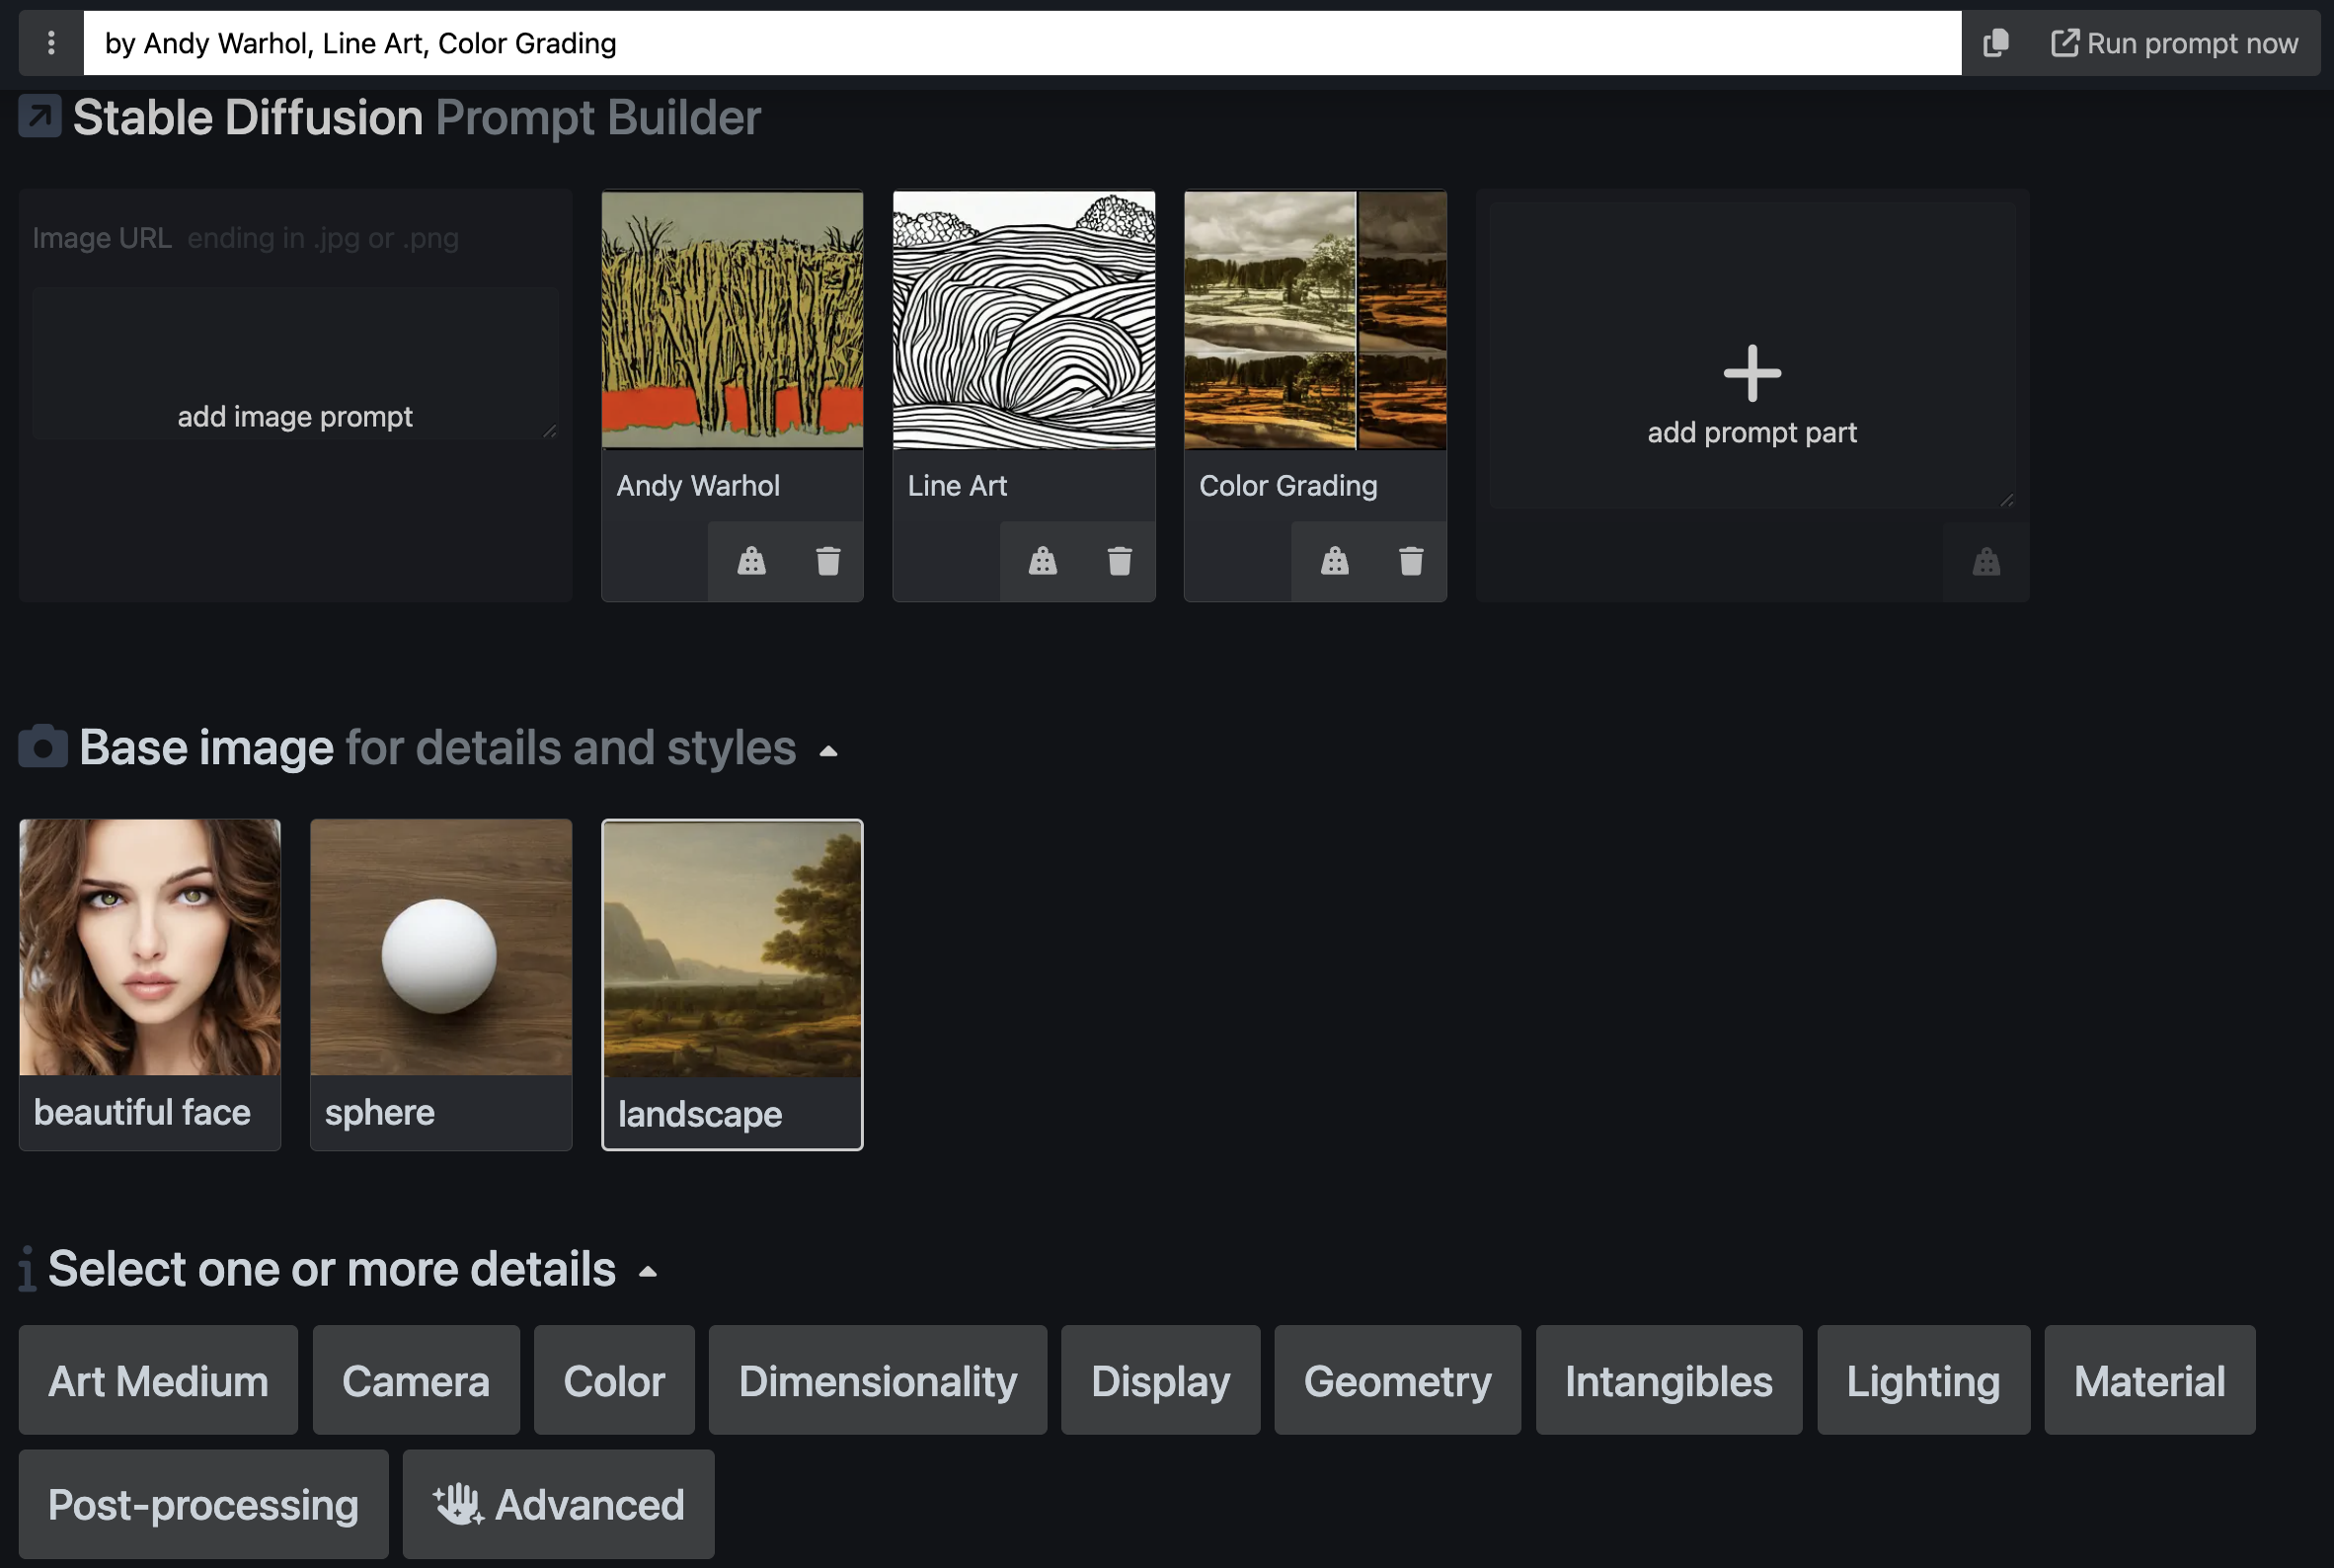 by Andy Warhol, Line Art, Color Grading
Run prompt now
Stable Diffusion Prompt Builder
Image URL ending in .jpg or .png
add image prompt
Andy Warhol
Line Art
Color Grading
add prompt part
Base image for details and styles
beautiful face
sphere
landscape
Select one or more details
Art Medium
Camera
Color
Dimensionality
Display
Geometry
Intangibles
Lighting
Material
Post-processing
Advanced